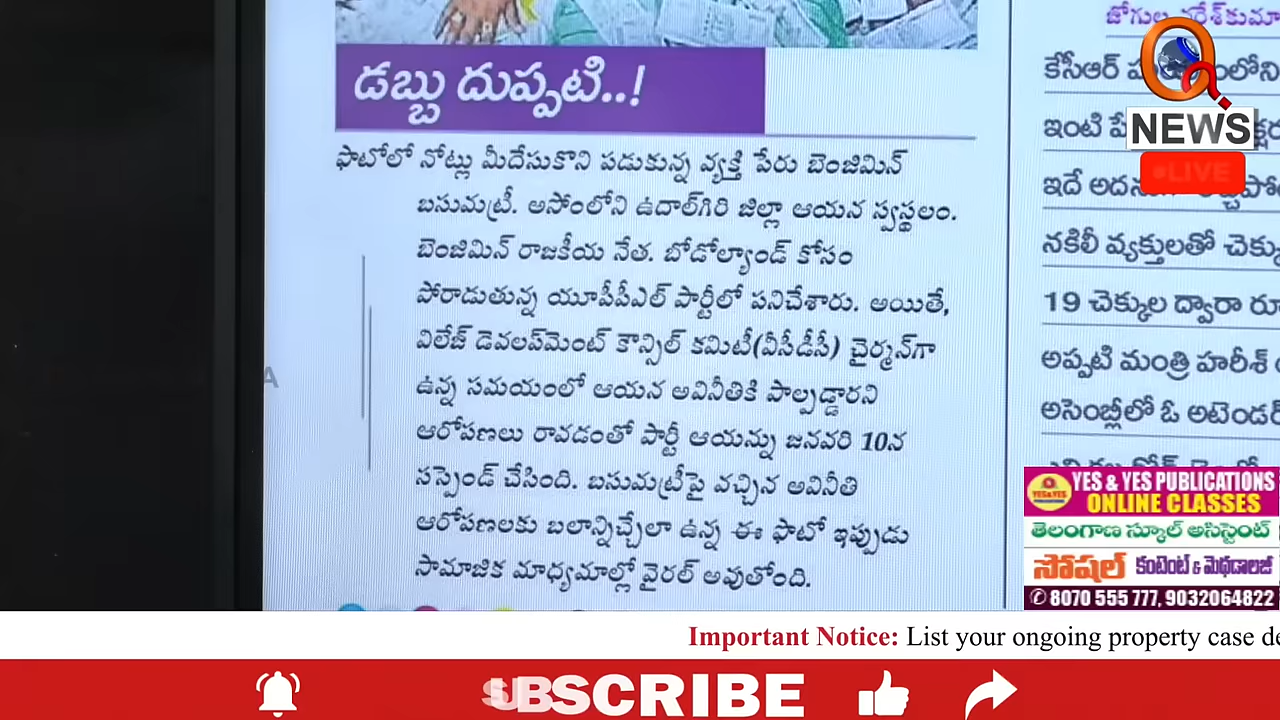 డబ్బు దుప్పటి..!
ఫొటోలో నోట్లు మీదేసుకొని పడుకున్న వ్యక్తి పేరు బెంజిమిన్
బసుమట్రీ. అసోంలోని ఉదాల్‌గిరి జిల్లా ఆయన స్వస్థలం.
బెంజిమిన్ రాజకీయ నేత. బోడోల్యాండ్ కోసం
పోరాడుతున్న యూపీపీఎల్ పార్టీలో పనిచేశారు. అయితే,
విలేజ్ డెవలప్‌మెంట్ కౌన్సిల్ కమిటీ(వీసీడీసీ) చైర్మన్‌గా
ఉన్న సమయంలో ఆయన అవినీతికి పాల్పడ్డారని
ఆరోపణలు రావడంతో పార్టీ ఆయన్ను జనవరి 10న
సస్పెండ్ చేసింది. బసుమట్రీపై వచ్చిన అవినీతి
ఆరోపణలకు బలాన్నిచ్చేలా ఉన్న ఈ ఫొటో ఇప్పుడు
సామాజిక మాధ్యమాల్లో వైరల్ అవుతోంది.
జోగుల
కేసీఆర్
ఇంటి
ఇదే
నకిలీ వ్యక్తులతో
19 చెక్కుల ద్వారా
అప్పటి మంత్రి హరీశ్
అసెంబ్లీలో ఓ అటెండర్
Q
NEWS
LIVE
YES & YES PUBLICATIONS
ONLINE CLASSES
తెలంగాణ స్కూల్ అసిస్టెంట్
సోషల్ కంటెంట్ & మెథడాలజీ
8070 555 777, 9032064822
Important Notice: List your ongoing property case
SUBSCRIBE